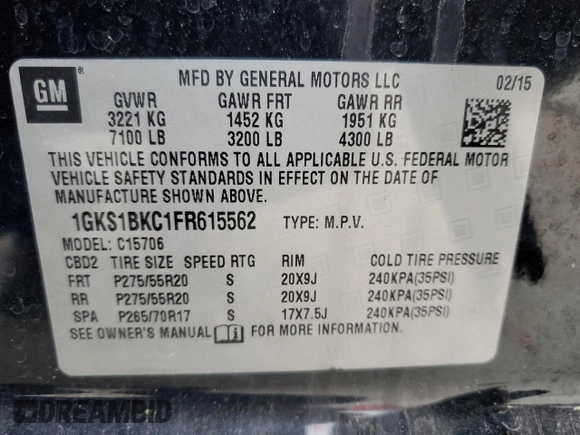 GM
MFD BY GENERAL MOTORS LLC 02/15
GVWR GAWR FRT GAWR RR
3221 KG 1452 KG 1951 KG
7100 LB 3200 LB 4300 LB
THIS VEHICLE CONFORMS TO ALL APPLICABLE U.S. FEDERAL MOTOR
VEHICLE SAFETY STANDARDS IN EFFECT ON THE DATE OF
MANUFACTURE SHOWN ABOVE.
1GKS1BKC1FR615562 TYPE: M.P.V.
MODEL: C15706
CBD2 TIRE SIZE SPEED RTG RIM COLD TIRE PRESSURE
FRT P275/55R20 S 20X9J 240KPA(35PSI)
RR P275/55R20 S 20X9J 240KPA(35PSI)
SPA P265/70R17 S 17X7.5J 240KPA(35PSI)
SEE OWNER'S MANUAL FOR MORE INFORMATION.
DREAMBID